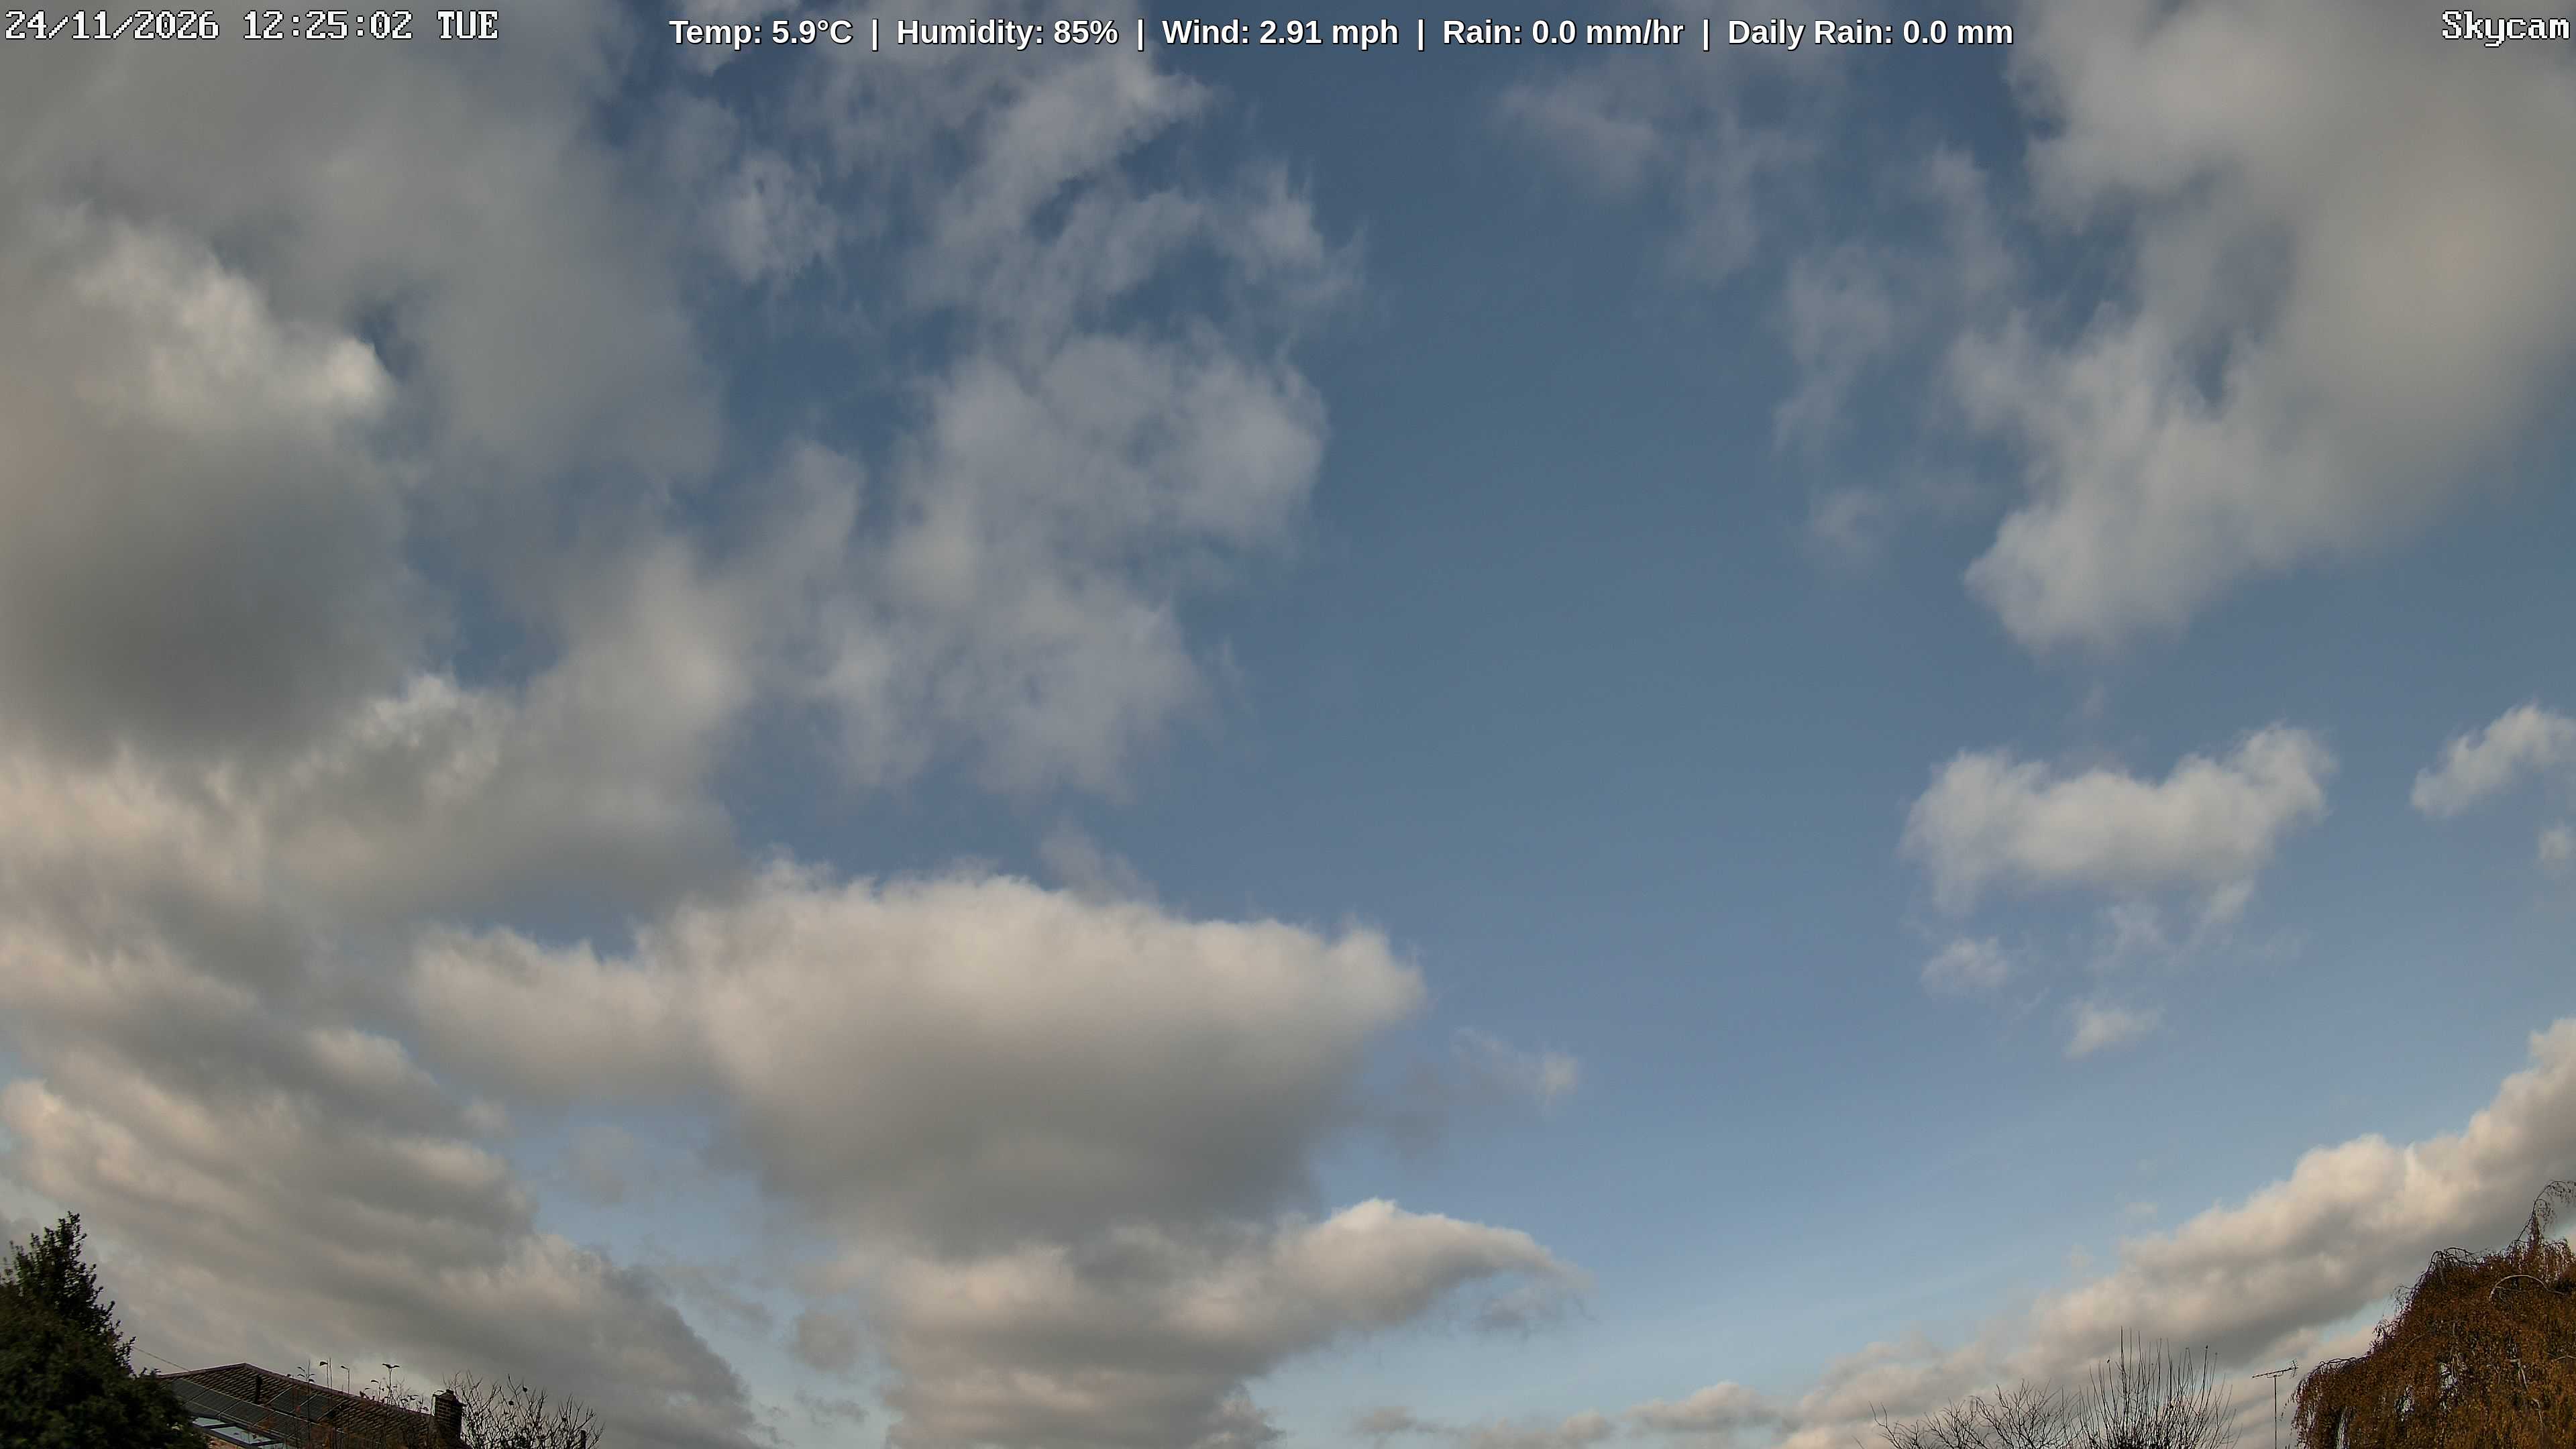 24/11/2026 12:25:02 TUE
Temp: 5.9°C | Humidity: 85% | Wind: 2.91 mph | Rain: 0.0 mm/hr | Daily Rain: 0.0 mm
Skycam